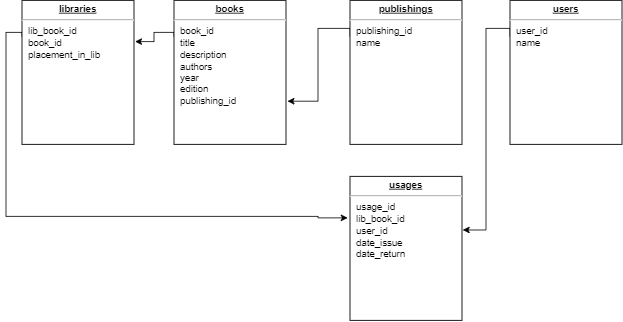 libraries
lib_book_id
book_id
placement_in_lib
books
book_id
title
description
authors
year
edition
publishing_id
publishings
publishing_id
name
users
user_id
name
usages
usage_id
lib_book_id
user_id
date_issue
date_return